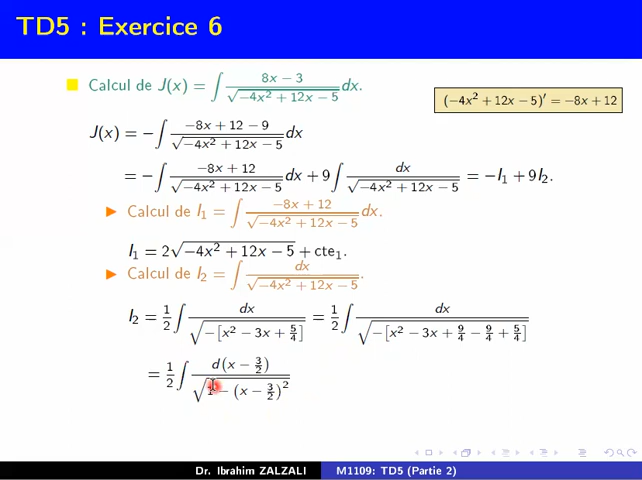 TD5 : Exercice 6
Calcul de J(x) = ∫ (8x − 3)/√(−4x² + 12x − 5) dx.
(−4x² + 12x − 5)′ = −8x + 12
J(x) = −∫ (−8x + 12 − 9)/√(−4x² + 12x − 5) dx
= −∫ (−8x + 12)/√(−4x² + 12x − 5) dx + 9∫ dx/√(−4x² + 12x − 5) = −I₁ + 9I₂.
Calcul de I₁ = ∫ (−8x + 12)/√(−4x² + 12x − 5) dx.
I₁ = 2√(−4x² + 12x − 5) + cte₁.
Calcul de I₂ = ∫ dx/√(−4x² + 12x − 5).
I₂ = 1/2 ∫ dx/√(−[x² − 3x + 5/4]) = 1/2 ∫ dx/√(−[x² − 3x + 9/4 − 9/4 + 5/4])
= 1/2 ∫ d(x − 3/2)/√(1 − (x − 3/2)²)
Dr. Ibrahim ZALZALI M1109: TD5 (Partie 2)